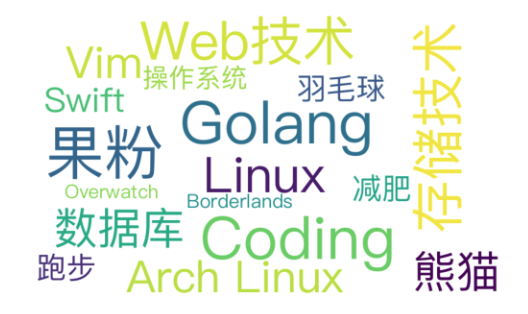 Web技术
Vim
操作系统
存储技术
Swift
羽毛球
Golang
果粉
Linux
减肥
Overwatch
Borderlands
数据库
Coding
跑步
Arch Linux
熊猫